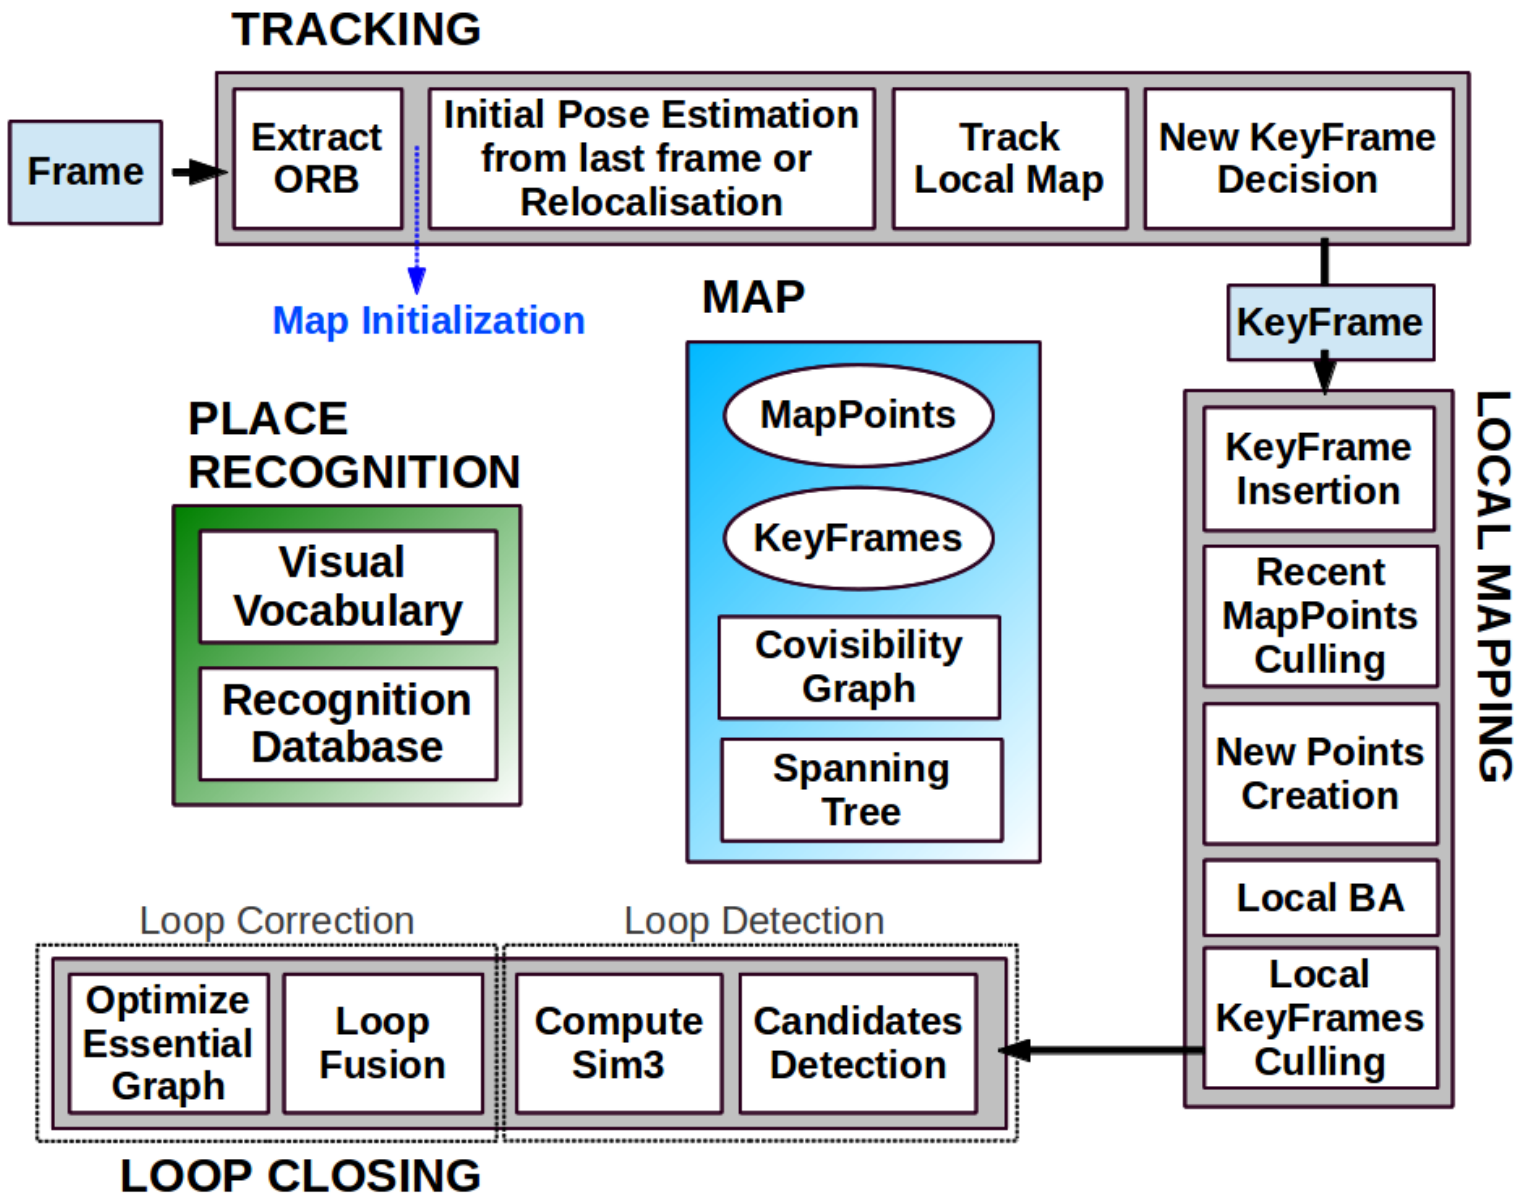 TRACKING
Frame
Extract
ORB
Initial Pose Estimation
from last frame or
Relocalisation
Track
Local Map
New KeyFrame
Decision
Map Initialization
MAP
KeyFrame
PLACE
RECOGNITION
Visual
Vocabulary
Recognition
Database
MapPoints
KeyFrames
Covisibility
Graph
Spanning
Tree
LOCAL MAPPING
KeyFrame
Insertion
Recent
MapPoints
Culling
New Points
Creation
Local BA
Local
KeyFrames
Culling
Loop Correction
Loop Detection
Optimize
Essential
Graph
Loop
Fusion
Compute
Sim3
Candidates
Detection
LOOP CLOSING